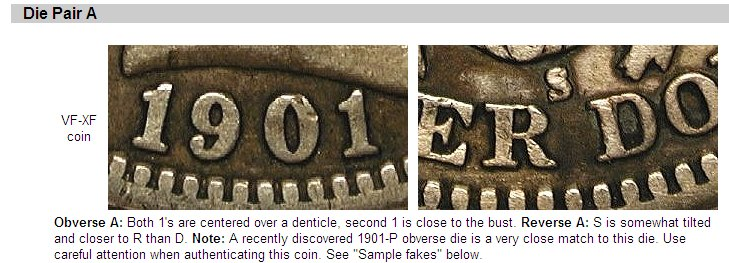 Die Pair A
VF-XF
coin
1901
S
ER DO
Obverse A: Both 1's are centered over a denticle, second 1 is close to the bust. Reverse A: S is somewhat tilted
and closer to R than D. Note: A recently discovered 1901-P obverse die is a very close match to this die. Use
careful attention when authenticating this coin. See "Sample fakes" below.